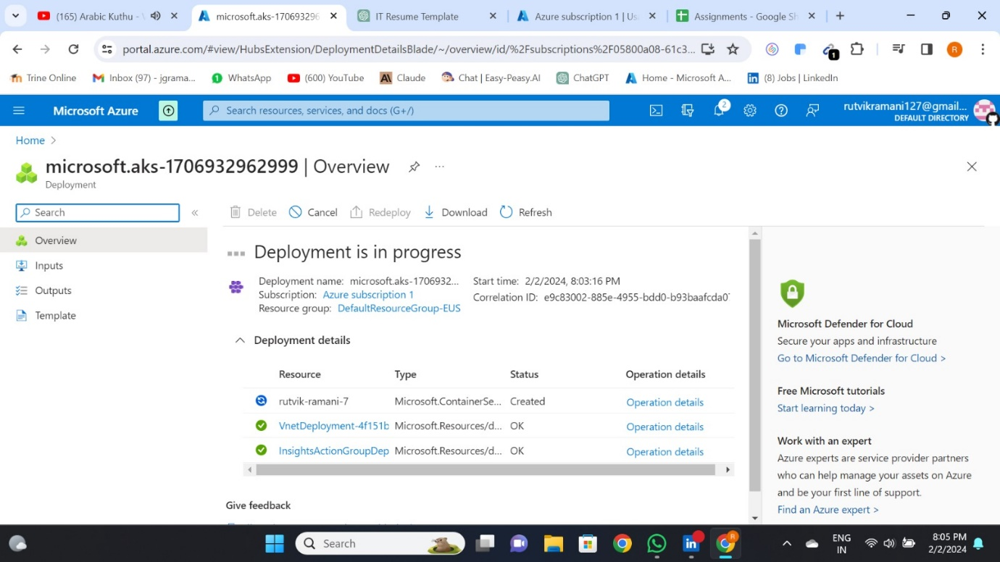 (165) Arabic Kuthu -
microsoft.aks-170693296
IT Resume Template
Azure subscription 1 | Us
Assignments - Google Sh
portal.azure.com/#view/HubsExtension/DeploymentDetailsBlade/~/overview/id/%2Fsubscriptions%2F05800a08-61c3...
1
R
Trine Online
Inbox (97) - jgrama...
WhatsApp
(600) YouTube
Claude
Chat | Easy-Peasy.AI
ChatGPT
Home - Microsoft A...
(8) Jobs | LinkedIn
Microsoft Azure
Search resources, services, and docs (G+/)
2
rutvikramani127@gmail...
DEFAULT DIRECTORY
Home >
microsoft.aks-1706932962999 | Overview
...
Deployment
Search
«
Delete
Cancel
Redeploy
Download
Refresh
Overview
Inputs
Outputs
Template
Deployment is in progress
Deployment name: microsoft.aks-1706932...
Subscription: Azure subscription 1
Resource group: DefaultResourceGroup-EUS
Start time: 2/2/2024, 8:03:16 PM
Correlation ID: e9c83002-885e-4955-bdd0-b93baafcda0
Deployment details
Resource Type Status Operation details
rutvik-ramani-7 Microsoft.ContainerSe... Created Operation details
VnetDeployment-4f151b Microsoft.Resources/d... OK Operation details
InsightsActionGroupDep Microsoft.Resources/d... OK Operation details
Give feedback
Microsoft Defender for Cloud
Secure your apps and infrastructure
Go to Microsoft Defender for Cloud >
Free Microsoft tutorials
Start learning today >
Work with an expert
Azure experts are service provider partners
who can help manage your assets on Azure
and be your first line of support.
Find an Azure expert >
Search
R
ENG
IN
8:05 PM
2/2/2024